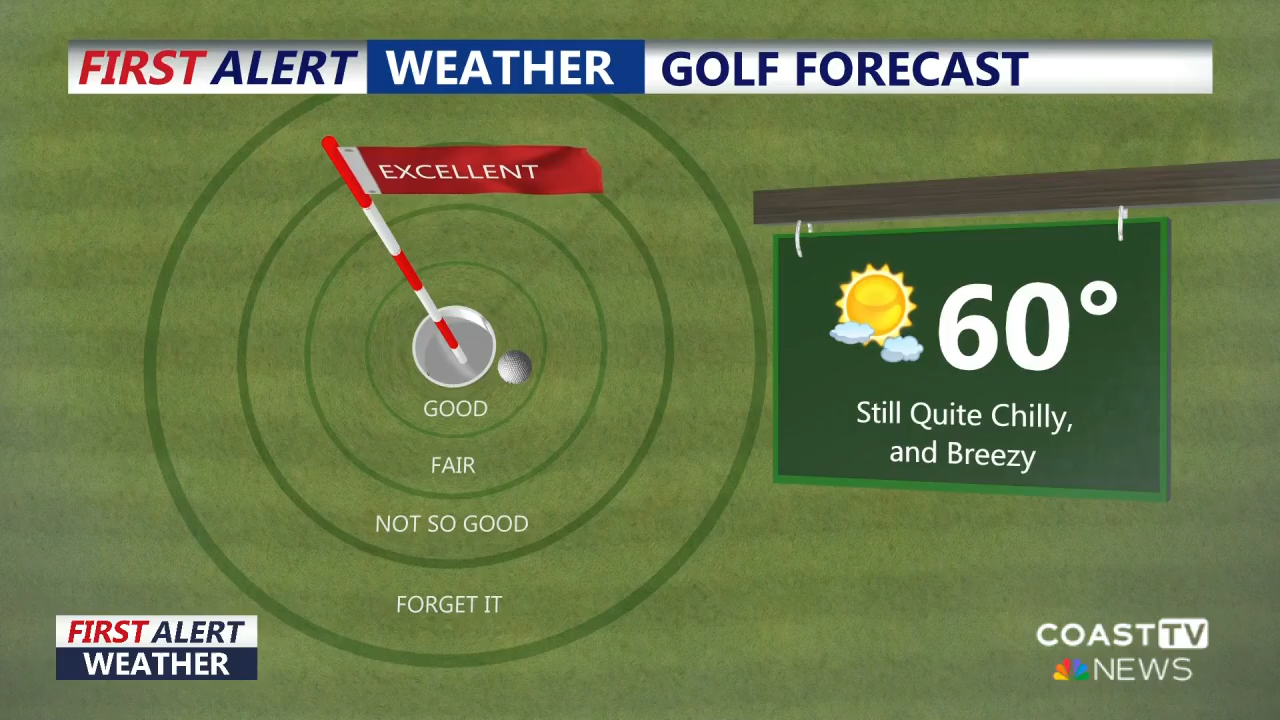 FIRST ALERT WEATHER GOLF FORECAST
EXCELLENT
GOOD
FAIR
NOT SO GOOD
FORGET IT
60°
Still Quite Chilly,
and Breezy
FIRST ALERT
WEATHER
COAST TV
NEWS